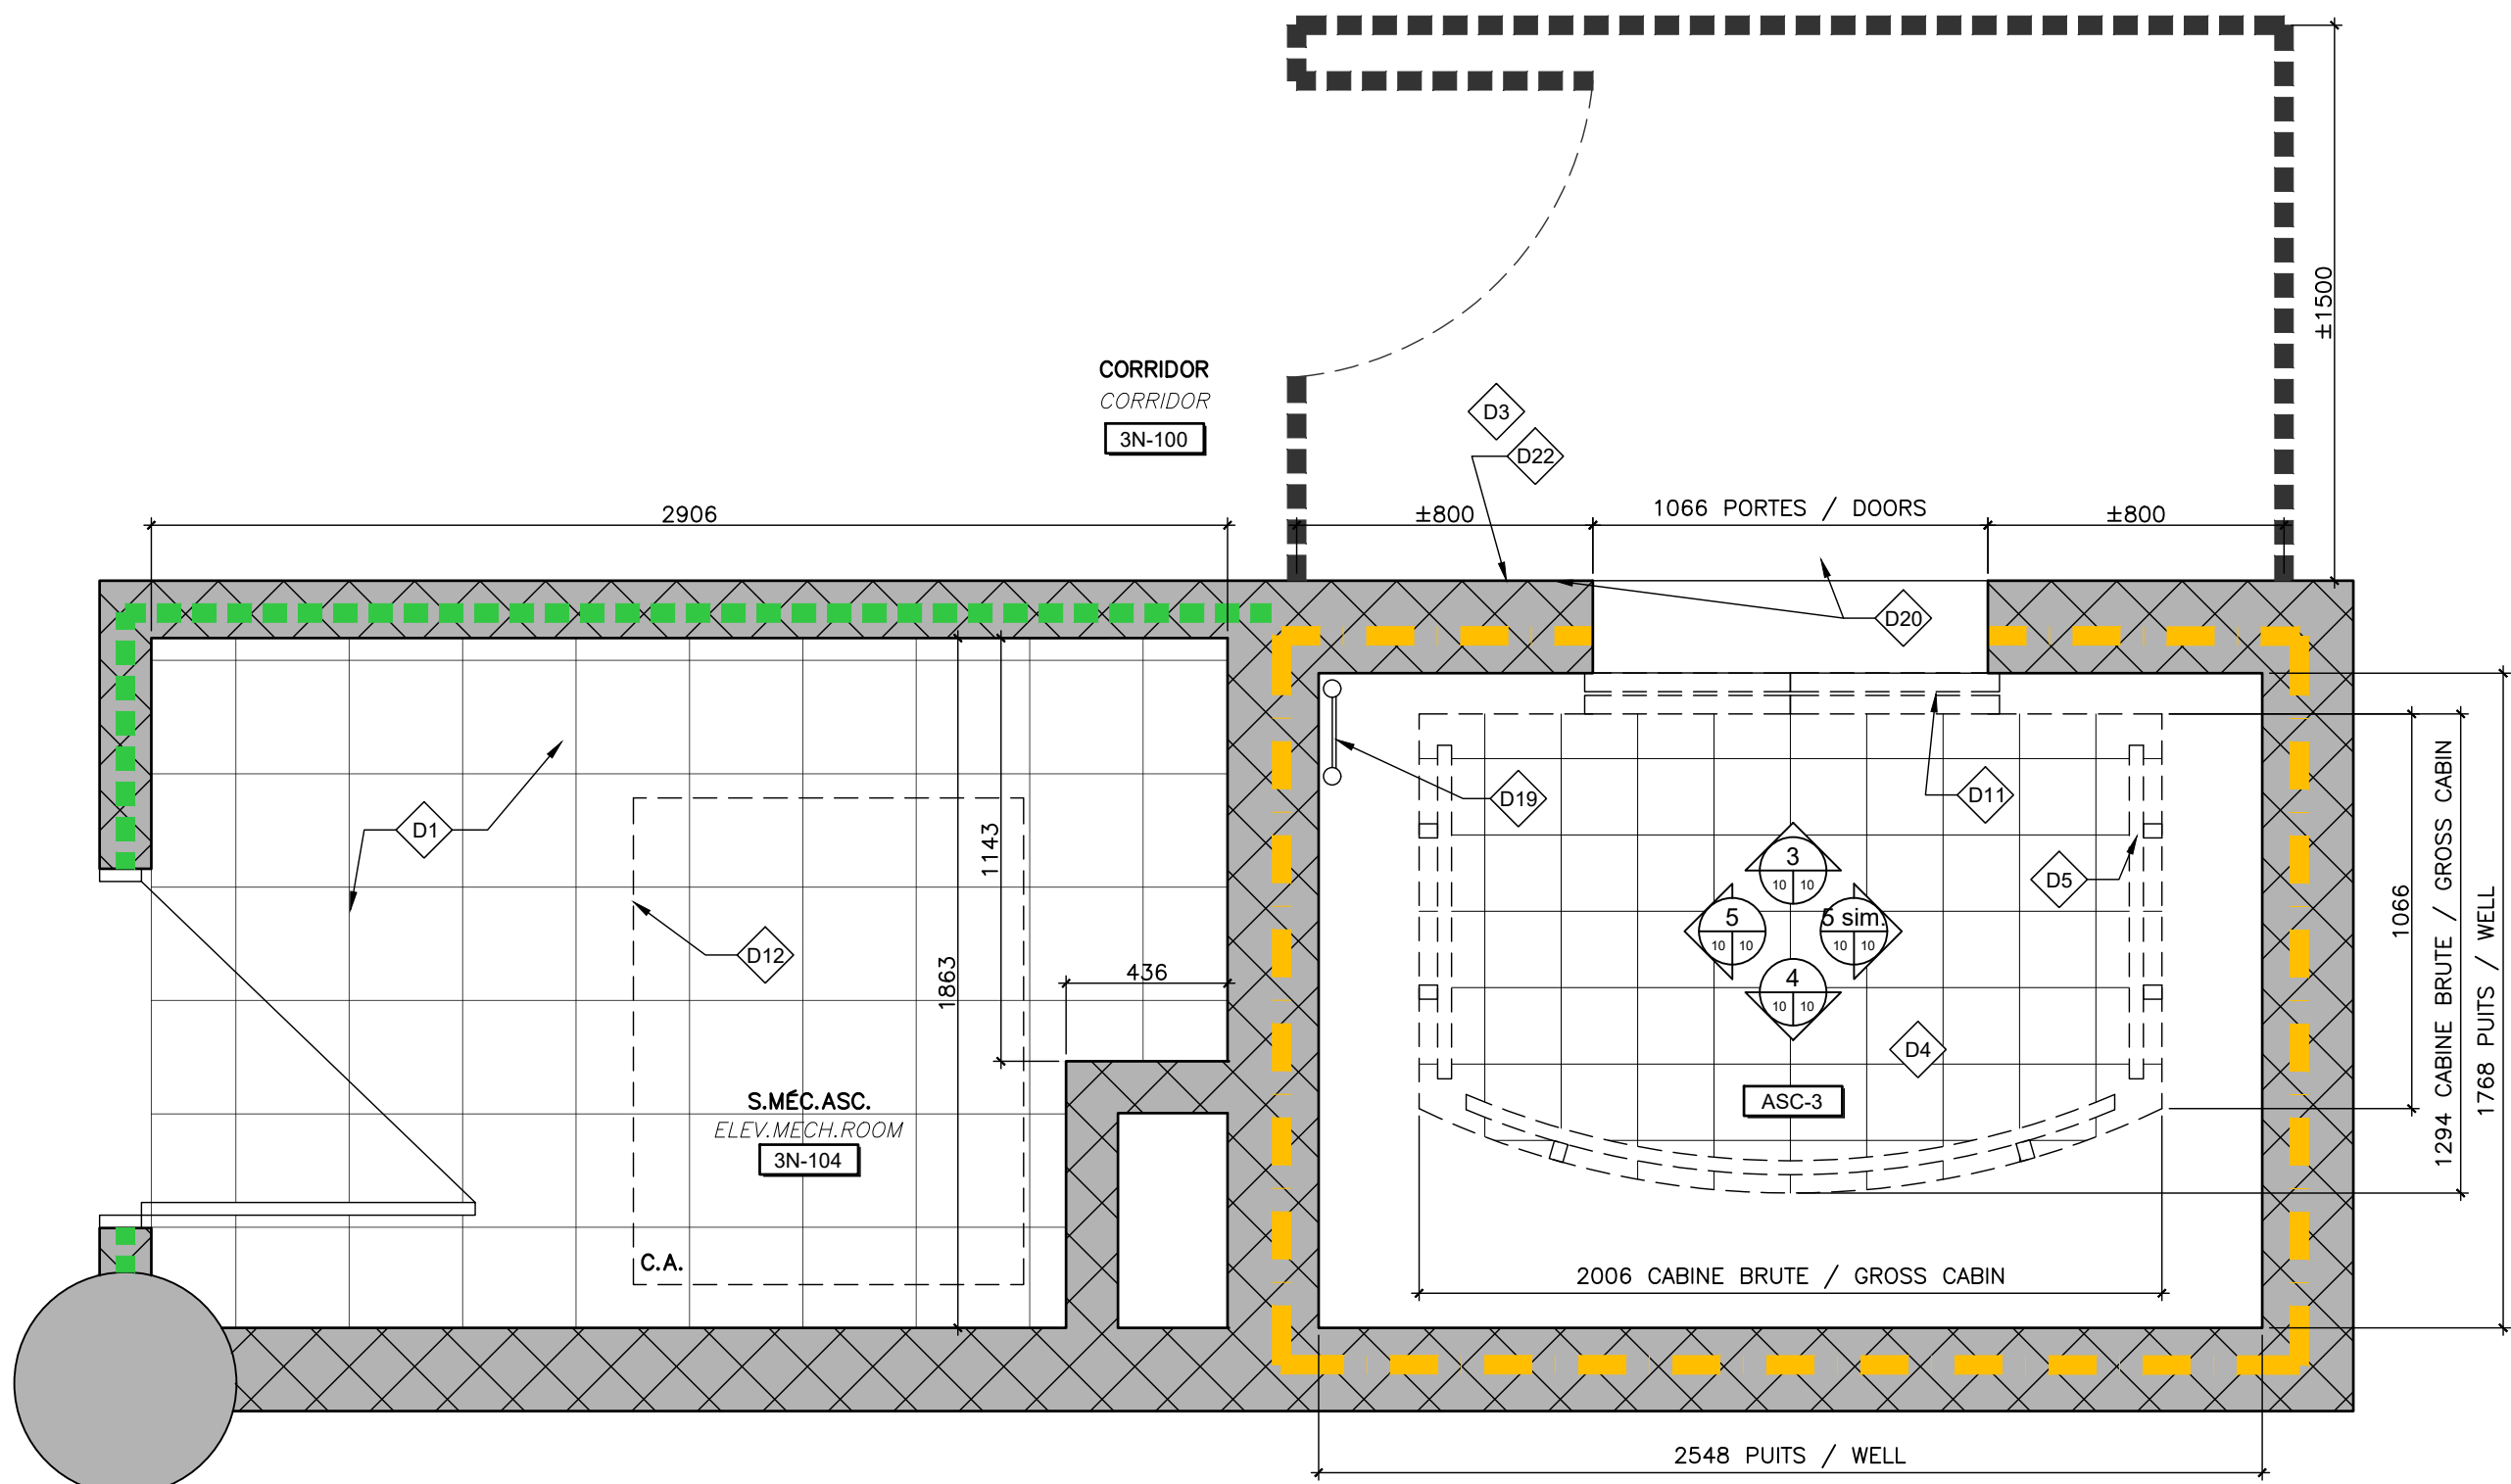 ±1500
CORRIDOR
CORRIDOR
3N-100
D3
D22
2906
±800
1066 PORTES / DOORS
±800
D20
D1
D12
1143
1863
436
S.MÉC.ASC.
ELEV.MECH.ROOM
3N-104
C.A.
D19
D11
D5
3
10 10
5
10 10
5 sim.
10 10
4
10 10
D4
ASC-3
1066
1294 CABINE BRUTE / GROSS CABIN
1768 PUITS / WELL
2006 CABINE BRUTE / GROSS CABIN
2548 PUITS / WELL